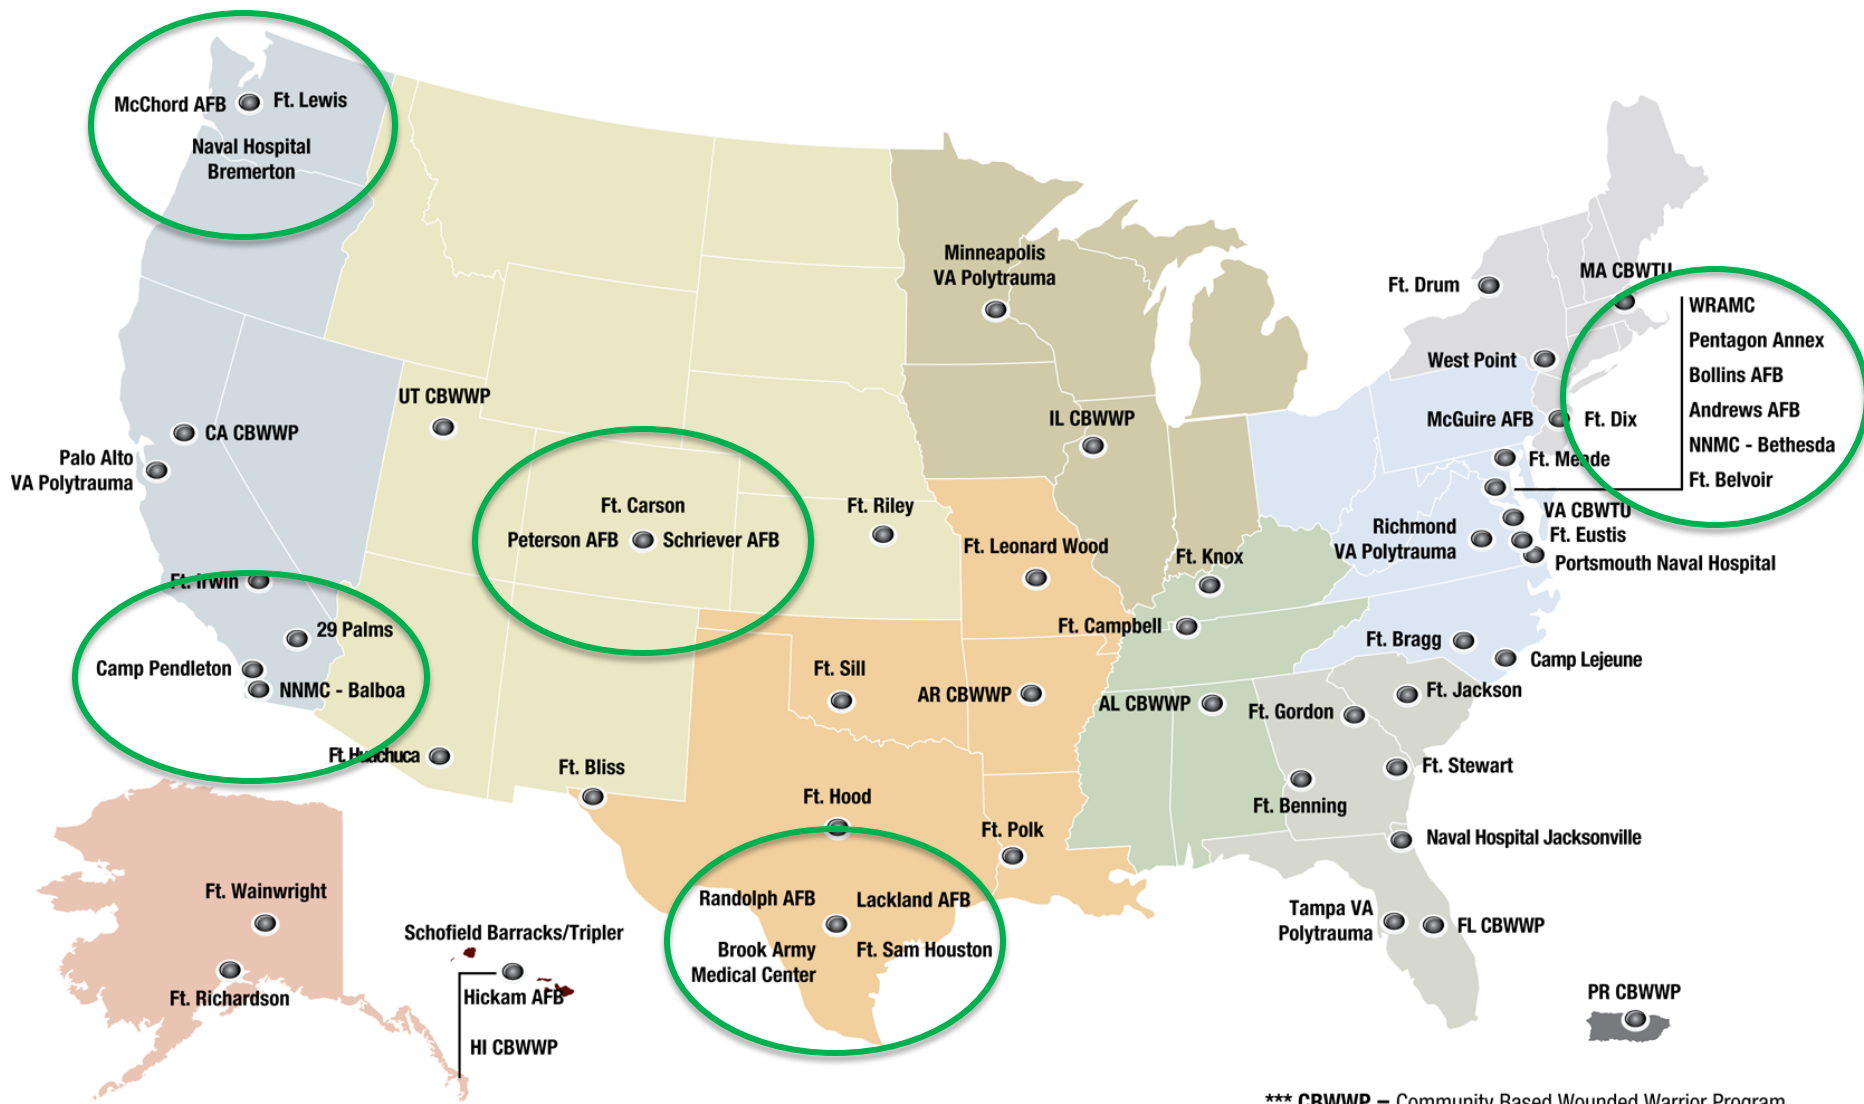 McChord AFB
Ft. Lewis
Naval Hospital
Bremerton
Minneapolis
VA Polytrauma
Ft. Drum
MA CBWTU
WRAMC
Pentagon Annex
Bollins AFB
Andrews AFB
NNMC - Bethesda
Ft. Belvoir
West Point
McGuire AFB
Ft. Dix
Ft. Meade
UT CBWWP
IL CBWWP
CA CBWWP
Palo Alto
VA Polytrauma
Ft. Carson
Peterson AFB
Schriever AFB
Ft. Riley
Ft. Leonard Wood
Ft. Knox
Richmond
VA Polytrauma
VA CBWTU
Ft. Eustis
Portsmouth Naval Hospital
Ft. Irwin
29 Palms
Camp Pendleton
NNMC - Balboa
Ft. Campbell
Ft. Bragg
Camp Lejeune
Ft. Sill
AR CBWWP
AL CBWWP
Ft. Gordon
Ft. Jackson
Ft. Huachuca
Ft. Bliss
Ft. Hood
Ft. Polk
Ft. Benning
Ft. Stewart
Naval Hospital Jacksonville
Randolph AFB
Lackland AFB
Brook Army
Medical Center
Ft. Sam Houston
Tampa VA
Polytrauma
FL CBWWP
Ft. Wainwright
Ft. Richardson
Schofield Barracks/Tripler
Hickam AFB
HI CBWWP
PR CBWWP
*** CBWWP – Community Based Wounded Warrior Program